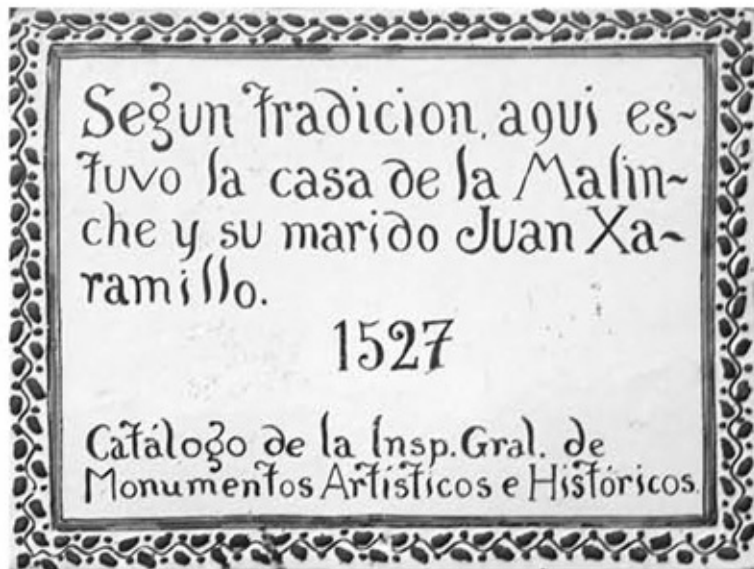 Segun tradicion, aqui es~
tuvo la casa de la Malin~
che y su marido Juan Xa~
ramillo.
1527
Catálogo de la Insp. Gral. de
Monumentos Artísticos e Históricos.